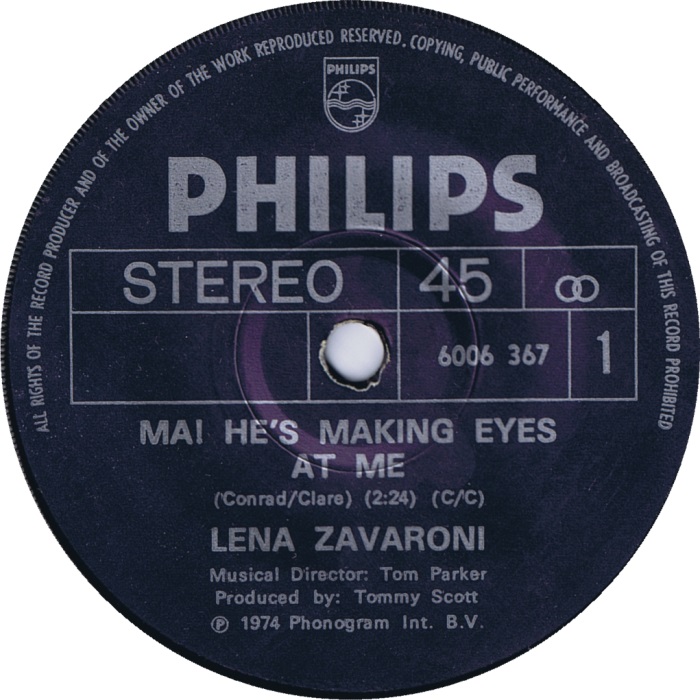 ALL RIGHTS OF THE RECORD PRODUCER AND OF THE OWNER OF THE WORK REPRODUCED RESERVED. COPYING, PUBLIC PERFORMANCE AND BROADCASTING OF THIS RECORD PROHIBITED
PHILIPS
PHILIPS
STEREO 45
6006 367 1
MA! HE'S MAKING EYES
AT ME
(Conrad/Clare) (2:24) (C/C)
LENA ZAVARONI
Musical Director: Tom Parker
Produced by: Tommy Scott
℗ 1974 Phonogram Int. B.V.